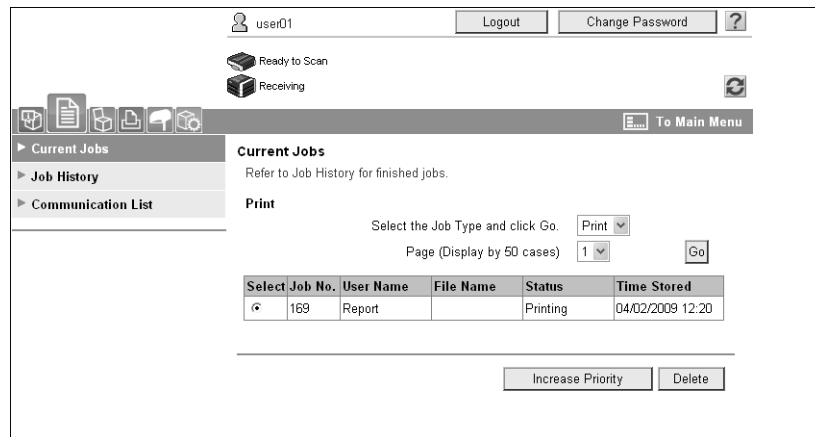 user01 Logout Change Password ?
Ready to Scan
Receiving
To Main Menu
Current Jobs
Job History
Communication List
Current Jobs
Refer to Job History for finished jobs.
Print
Select the Job Type and click Go. Print
Page (Display by 50 cases) 1 Go
Select Job No. User Name File Name Status Time Stored
169 Report Printing 04/02/2009 12:20
Increase Priority Delete